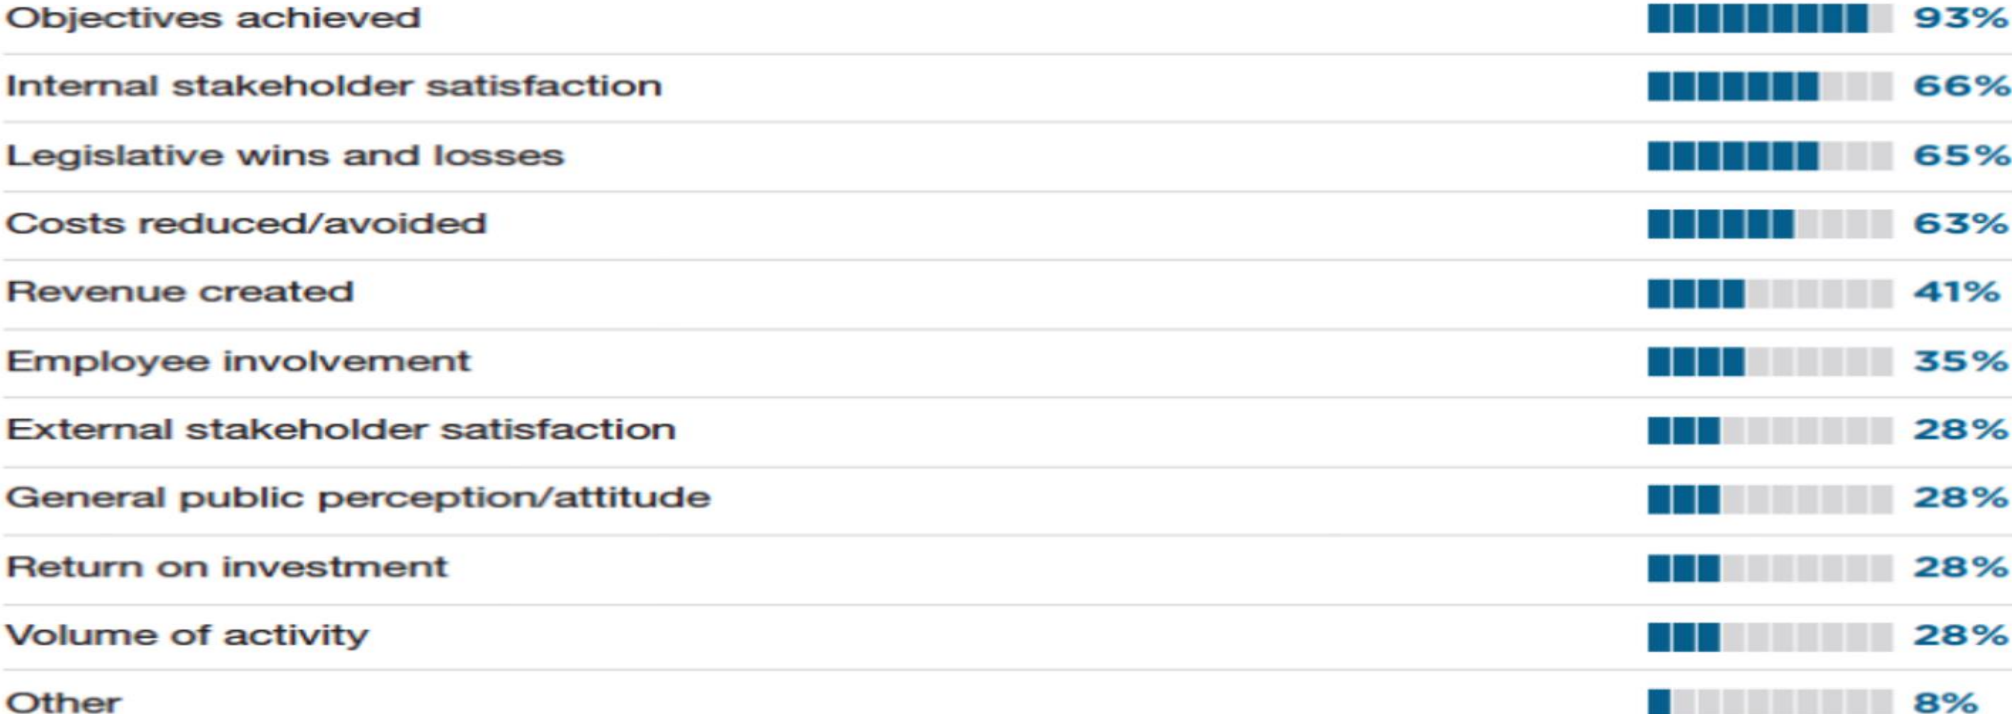 Objectives achieved 93%
Internal stakeholder satisfaction 66%
Legislative wins and losses 65%
Costs reduced/avoided 63%
Revenue created 41%
Employee involvement 35%
External stakeholder satisfaction 28%
General public perception/attitude 28%
Return on investment 28%
Volume of activity 28%
Other 8%